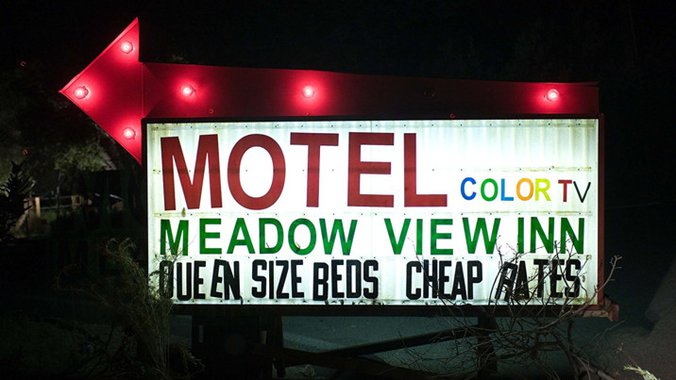 MOTEL COLOR TV
MEADOW VIEW INN
QUEEN SIZE BEDS CHEAP RATES